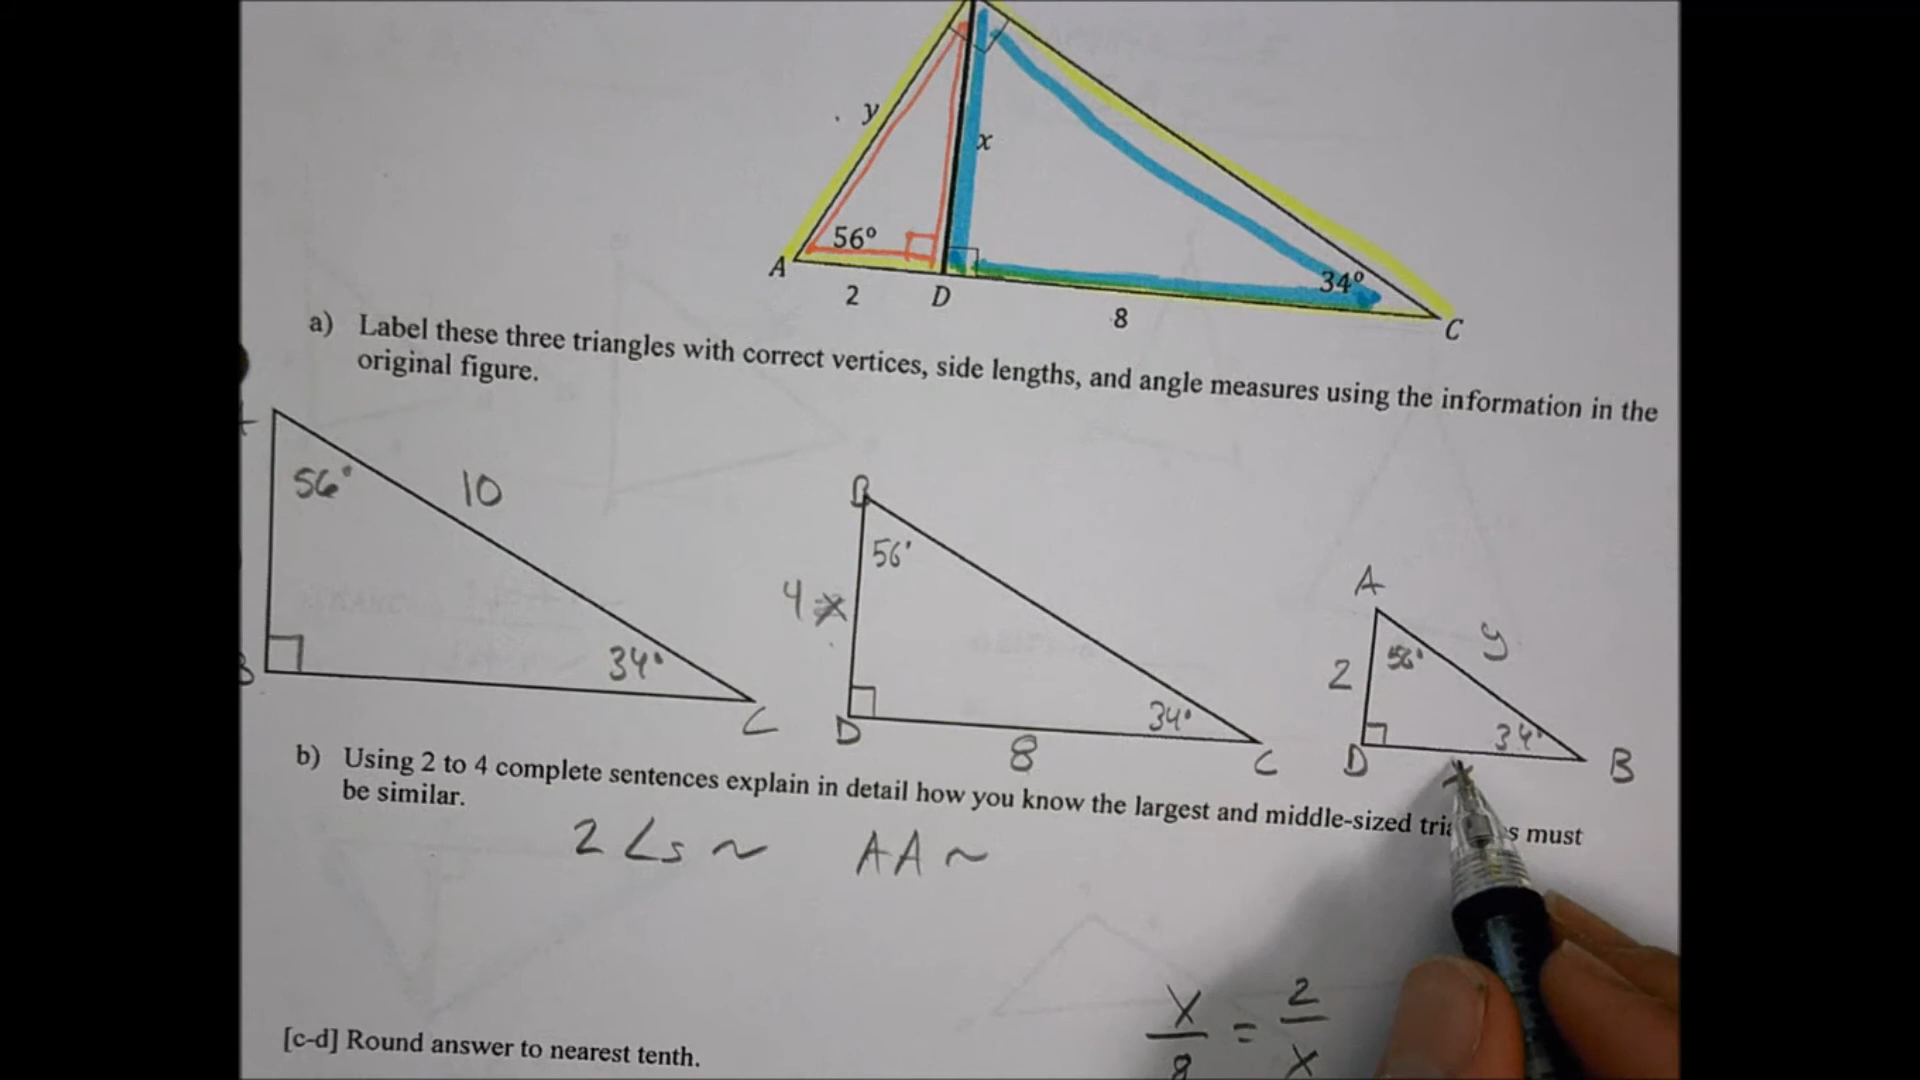 y
x
56°
34°
A
2
D
8
C
a) Label these three triangles with correct vertices, side lengths, and angle measures using the information in the
original figure.
56°
10
34°
C
B
56°
4 x
34°
D
8
C
A
56°
y
2
34°
D
B
x
b) Using 2 to 4 complete sentences explain in detail how you know the largest and middle-sized must
be similar.
2 ∠s ~ AA ~
[c-d] Round answer to nearest tenth.
x/8 = 2/x